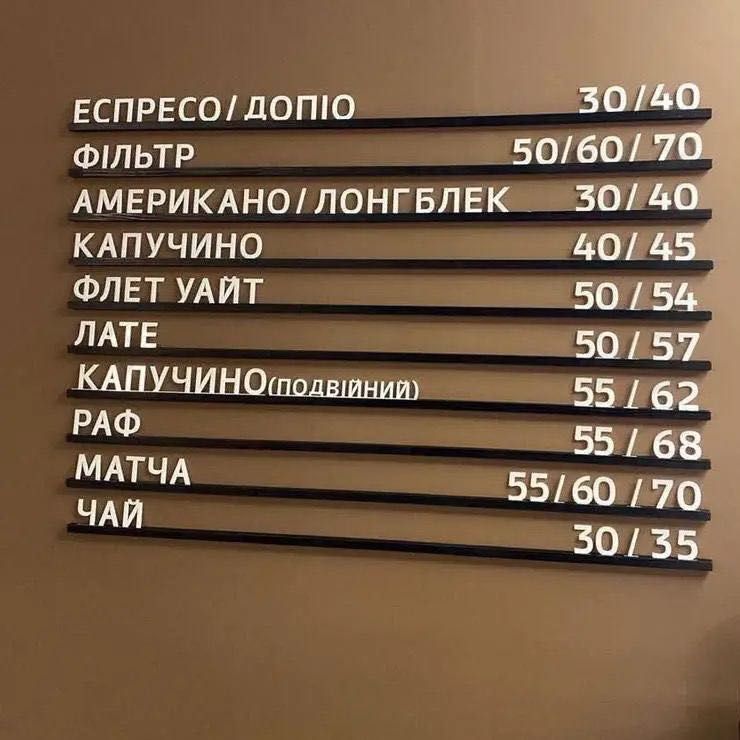 ЕСПРЕСО/ДОПІО 30/40
ФІЛЬТР 50/60/70
АМЕРИКАНО/ЛОНГБЛЕК 30/40
КАПУЧИНО 40/45
ФЛЕТ УАЙТ 50/54
ЛАТЕ 50/57
КАПУЧИНО(ПОДВІЙНИЙ) 55/62
РАФ 55/68
МАТЧА 55/60/70
ЧАЙ 30/35